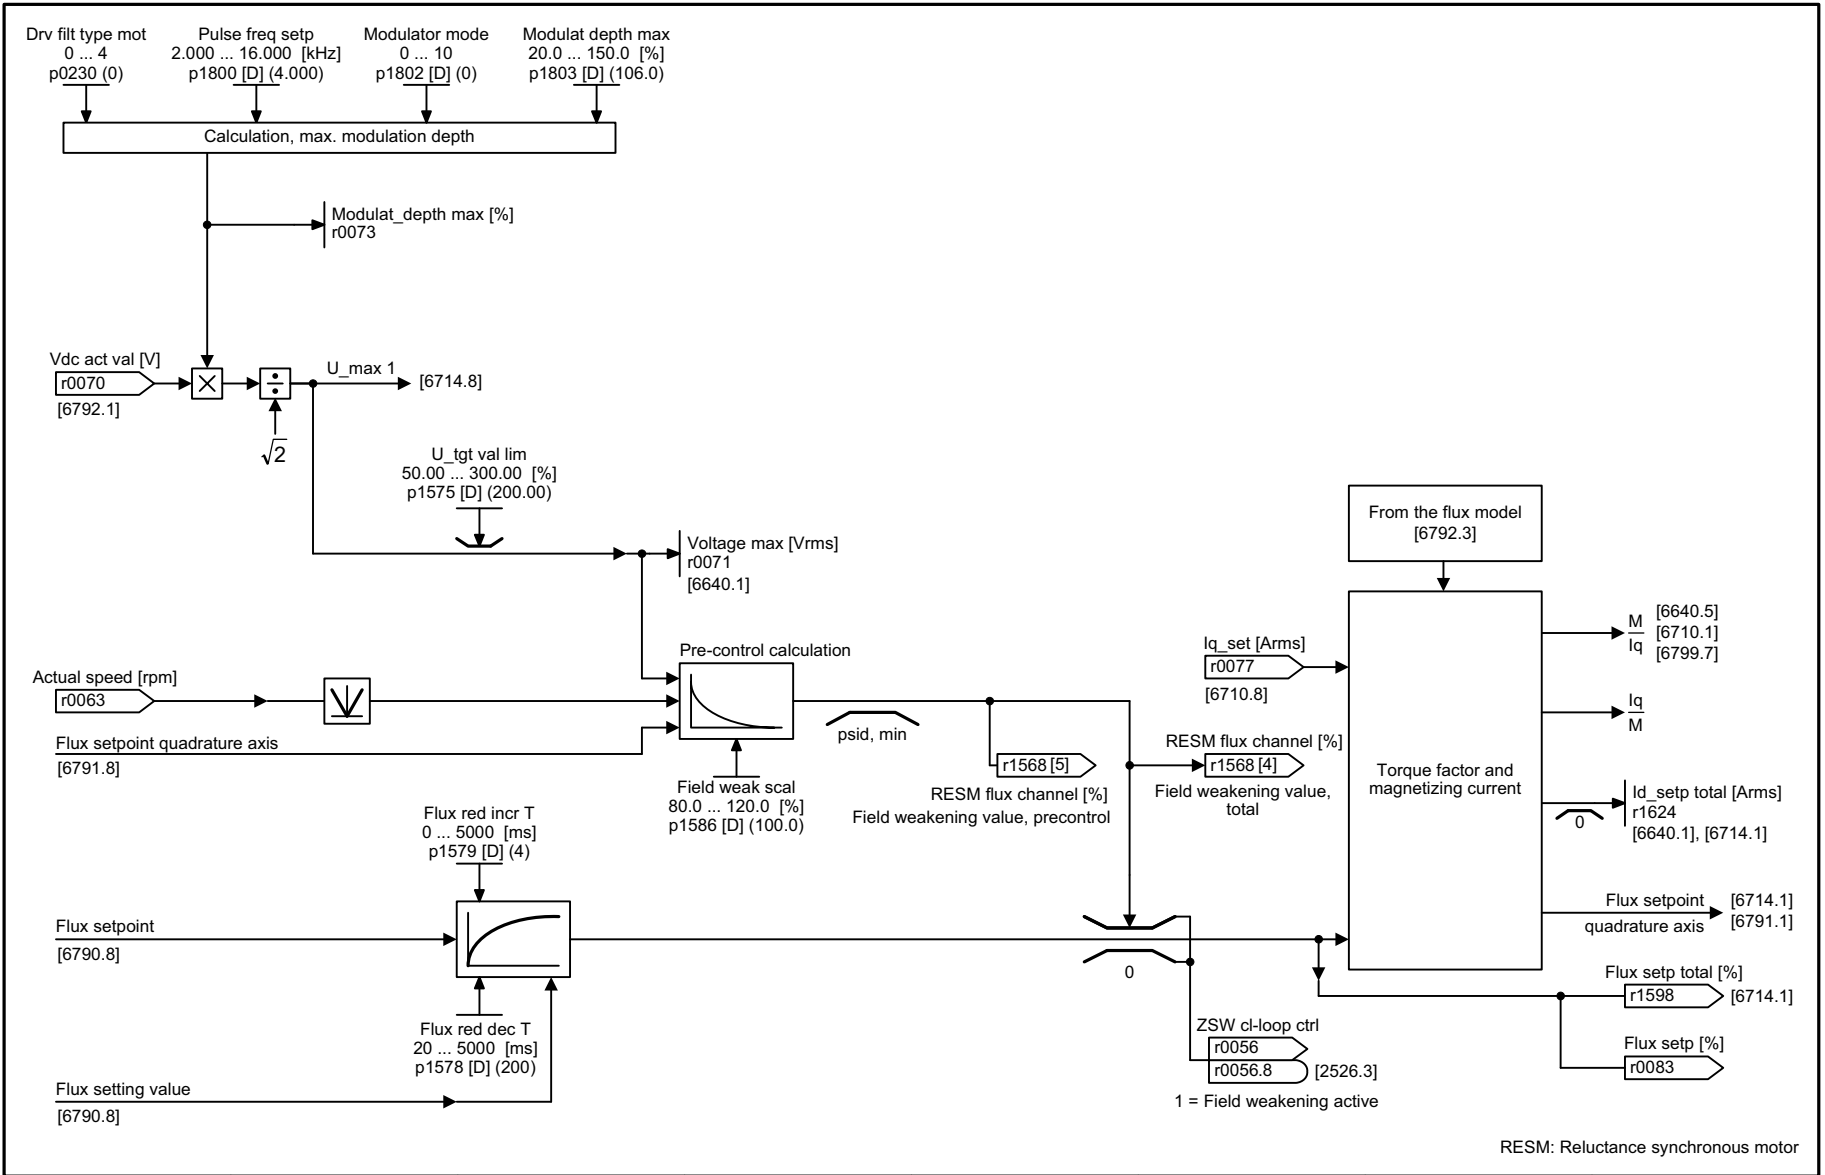 Drv filt type mot
0 ... 4
p0230 (0)
Pulse freq setp
2.000 ... 16.000 [kHz]
p1800 [D] (4.000)
Modulator mode
0 ... 10
p1802 [D] (0)
Modulat depth max
20.0 ... 150.0 [%]
p1803 [D] (106.0)
Calculation, max. modulation depth
Modulat_depth max [%]
r0073
Vdc act val [V]
r0070
[6792.1]
U_max 1
[6714.8]
√2
U_tgt val lim
50.00 ... 300.00 [%]
p1575 [D] (200.00)
Voltage max [Vrms]
r0071
[6640.1]
From the flux model
[6792.3]
Pre-control calculation
Actual speed [rpm]
r0063
Flux setpoint quadrature axis
[6791.8]
psid, min
Field weak scal
80.0 ... 120.0 [%]
p1586 [D] (100.0)
r1568 [5]
RESM flux channel [%]
Field weakening value, precontrol
RESM flux channel [%]
r1568 [4]
Field weakening value,
total
Iq_set [Arms]
r0077
[6710.8]
Torque factor and
magnetizing current
M
Iq
[6640.5]
[6710.1]
[6799.7]
Iq
M
0
Id_setp total [Arms]
r1624
[6640.1], [6714.1]
Flux red incr T
0 ... 5000 [ms]
p1579 [D] (4)
Flux setpoint
[6790.8]
Flux red dec T
20 ... 5000 [ms]
p1578 [D] (200)
Flux setting value
[6790.8]
0
Flux setpoint
quadrature axis
[6714.1]
[6791.1]
Flux setp total [%]
r1598
[6714.1]
Flux setp [%]
r0083
ZSW cl-loop ctrl
r0056
r0056.8
[2526.3]
1 = Field weakening active
RESM: Reluctance synchronous motor